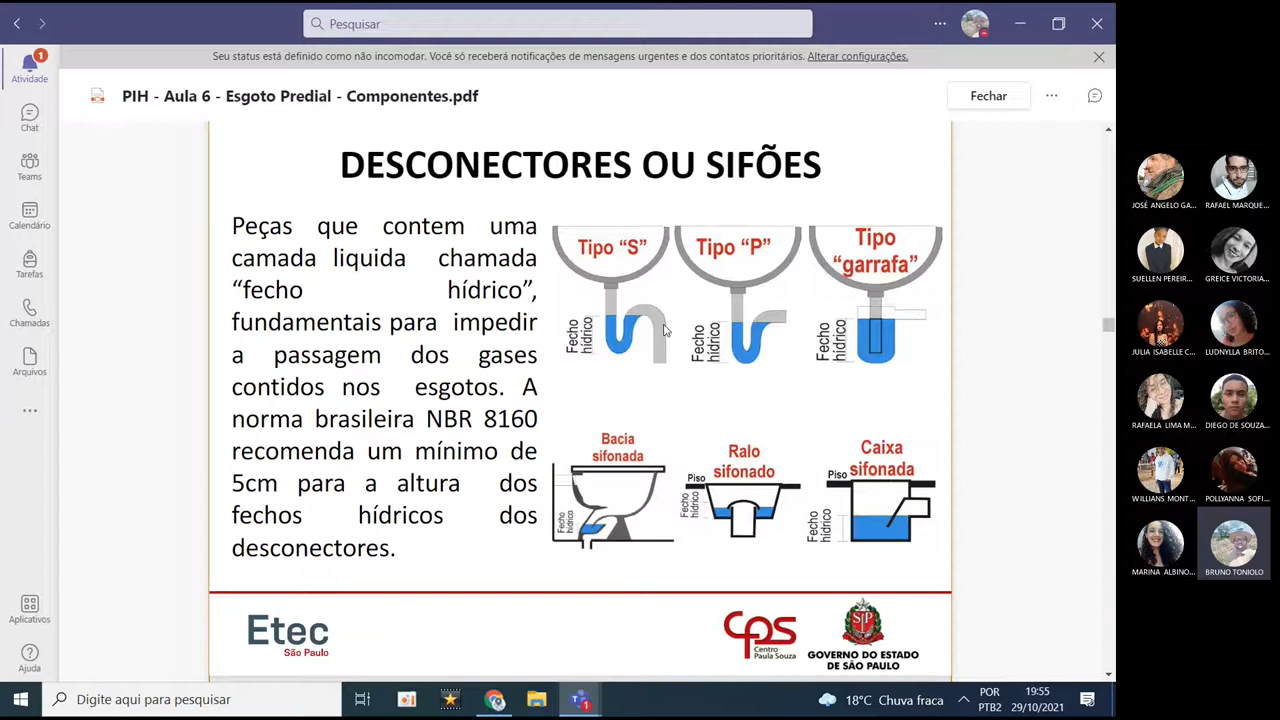 Pesquisar
Seu status está definido como não incomodar. Você só receberá notificações de mensagens urgentes e dos contatos prioritários. Alterar configurações.
1
Atividade
Chat
Teams
Calendário
Tarefas
Chamadas
Arquivos
Aplicativos
Ajuda
PIH - Aula 6 - Esgoto Predial - Componentes.pdf
Fechar
DESCONECTORES OU SIFÕES
Peças que contem uma
camada liquida chamada
“fecho hídrico”,
fundamentais para impedir
a passagem dos gases
contidos nos esgotos. A
norma brasileira NBR 8160
recomenda um mínimo de
5cm para a altura dos
fechos hídricos dos
desconectores.
Tipo “S”
Fecho
hídrico
Tipo “P”
Fecho
hídrico
Tipo
“garrafa”
Fecho
hídrico
Bacia
sifonada
Fecho
hídrico
Ralo
sifonado
Piso
Fecho
hídrico
Caixa
sifonada
Piso
Fecho
hídrico
Etec
São Paulo
cps
Centro
Paula Souza
SP
GOVERNO DO ESTADO
DE SÃO PAULO
JOSÉ ANGELO GA...
RAFAEL MARQUE...
SUELLEN PEREIR...
GREICE VICTORIA...
JULIA ISABELLE C...
LUDNYLLA BRITO...
RAFAELA LIMA M...
DIEGO DE SOUZA...
WILLIANS MONT...
POLLYANNA SOFI...
MARINA ALBINO...
BRUNO TONIOLO
Digite aqui para pesquisar
1
18°C Chuva fraca
POR
PTB2
19:55
29/10/2021